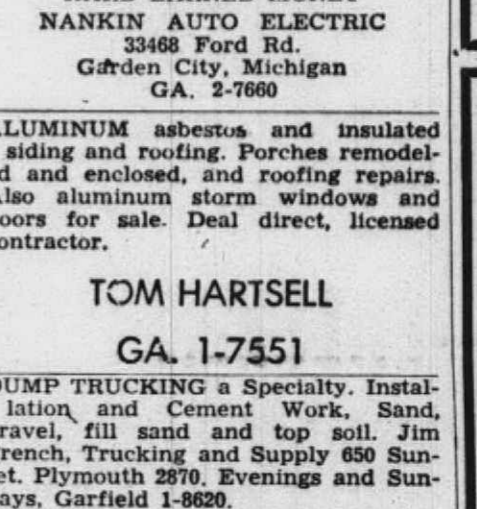 NANKIN AUTO ELECTRIC
33468 Ford Rd.
Garden City, Michigan
GA. 2-7660
LUMINUM asbestos and insulated
siding and roofing. Porches remodel-
d and enclosed, and roofing repairs.
lso aluminum storm windows and
oors for sale. Deal direct, licensed
ontractor.
TOM HARTSELL
GA. 1-7551
DUMP TRUCKING a Specialty. Instal-
lation and Cement Work, Sand,
ravel, fill sand and top soil. Jim
rench, Trucking and Supply 650 Sun-
et. Plymouth 2870. Evenings and Sun-
ays, Garfield 1-8620.